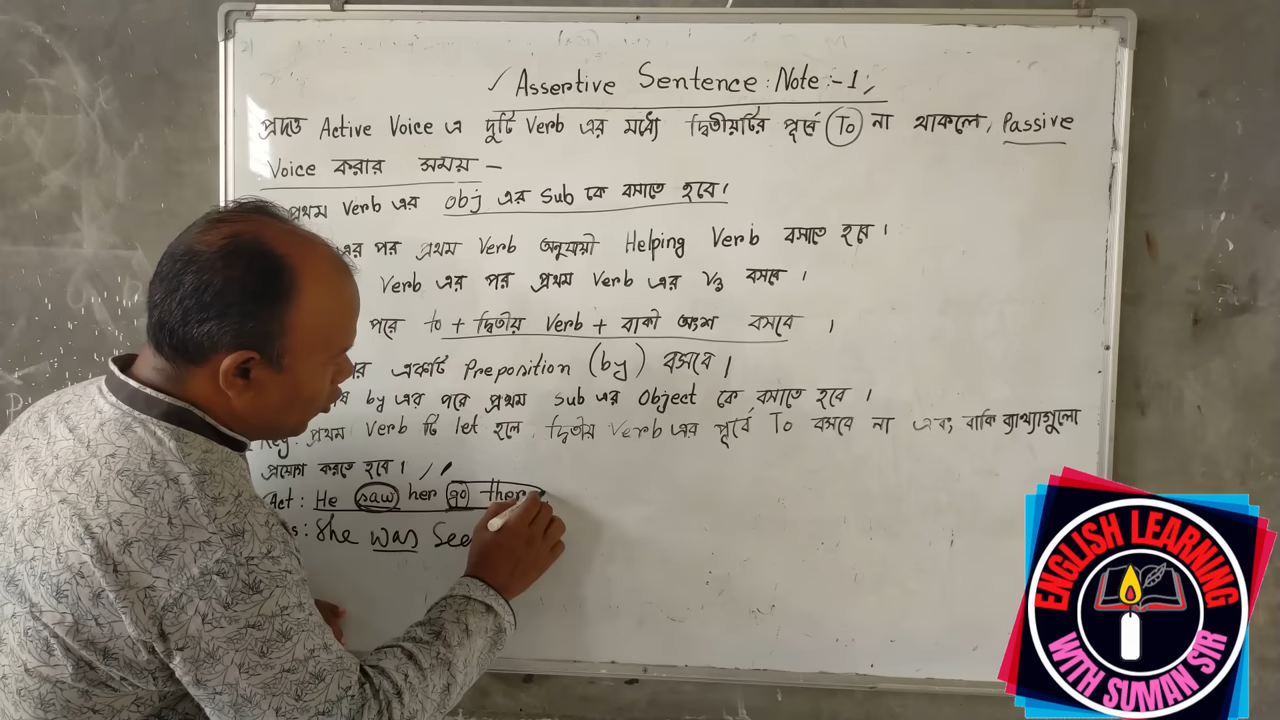 Assertive Sentence: Note:-1
প্রদত্ত Active Voice এ দুটি Verb এর মধ্যে দ্বিতীয়টির পূর্বে To না থাকলে, Passive
Voice করার সময় –
প্রথম Verb এর obj এর Sub কে বসাতে হবে।
এর পর প্রথম Verb অনুযায়ী Helping Verb বসাতে হবে।
Verb এর পর প্রথম Verb এর V3 বসবে ।
পরে to + দ্বিতীয় Verb + বাকী অংশ বসবে ।
একটি Preposition (by) বসবে।
by এর পরে প্রথম Sub এর Object কে বসাতে হবে ।
Key: প্রথম Verb টি let হলে দ্বিতীয় Verb এর পূর্বে To বসবে না এবং বাকি ব্যাখ্যাগুলো
প্রয়োগ করতে হবে।
Act: He saw her go there
She was See
ENGLISH LEARNING
WITH SUMAN SIR